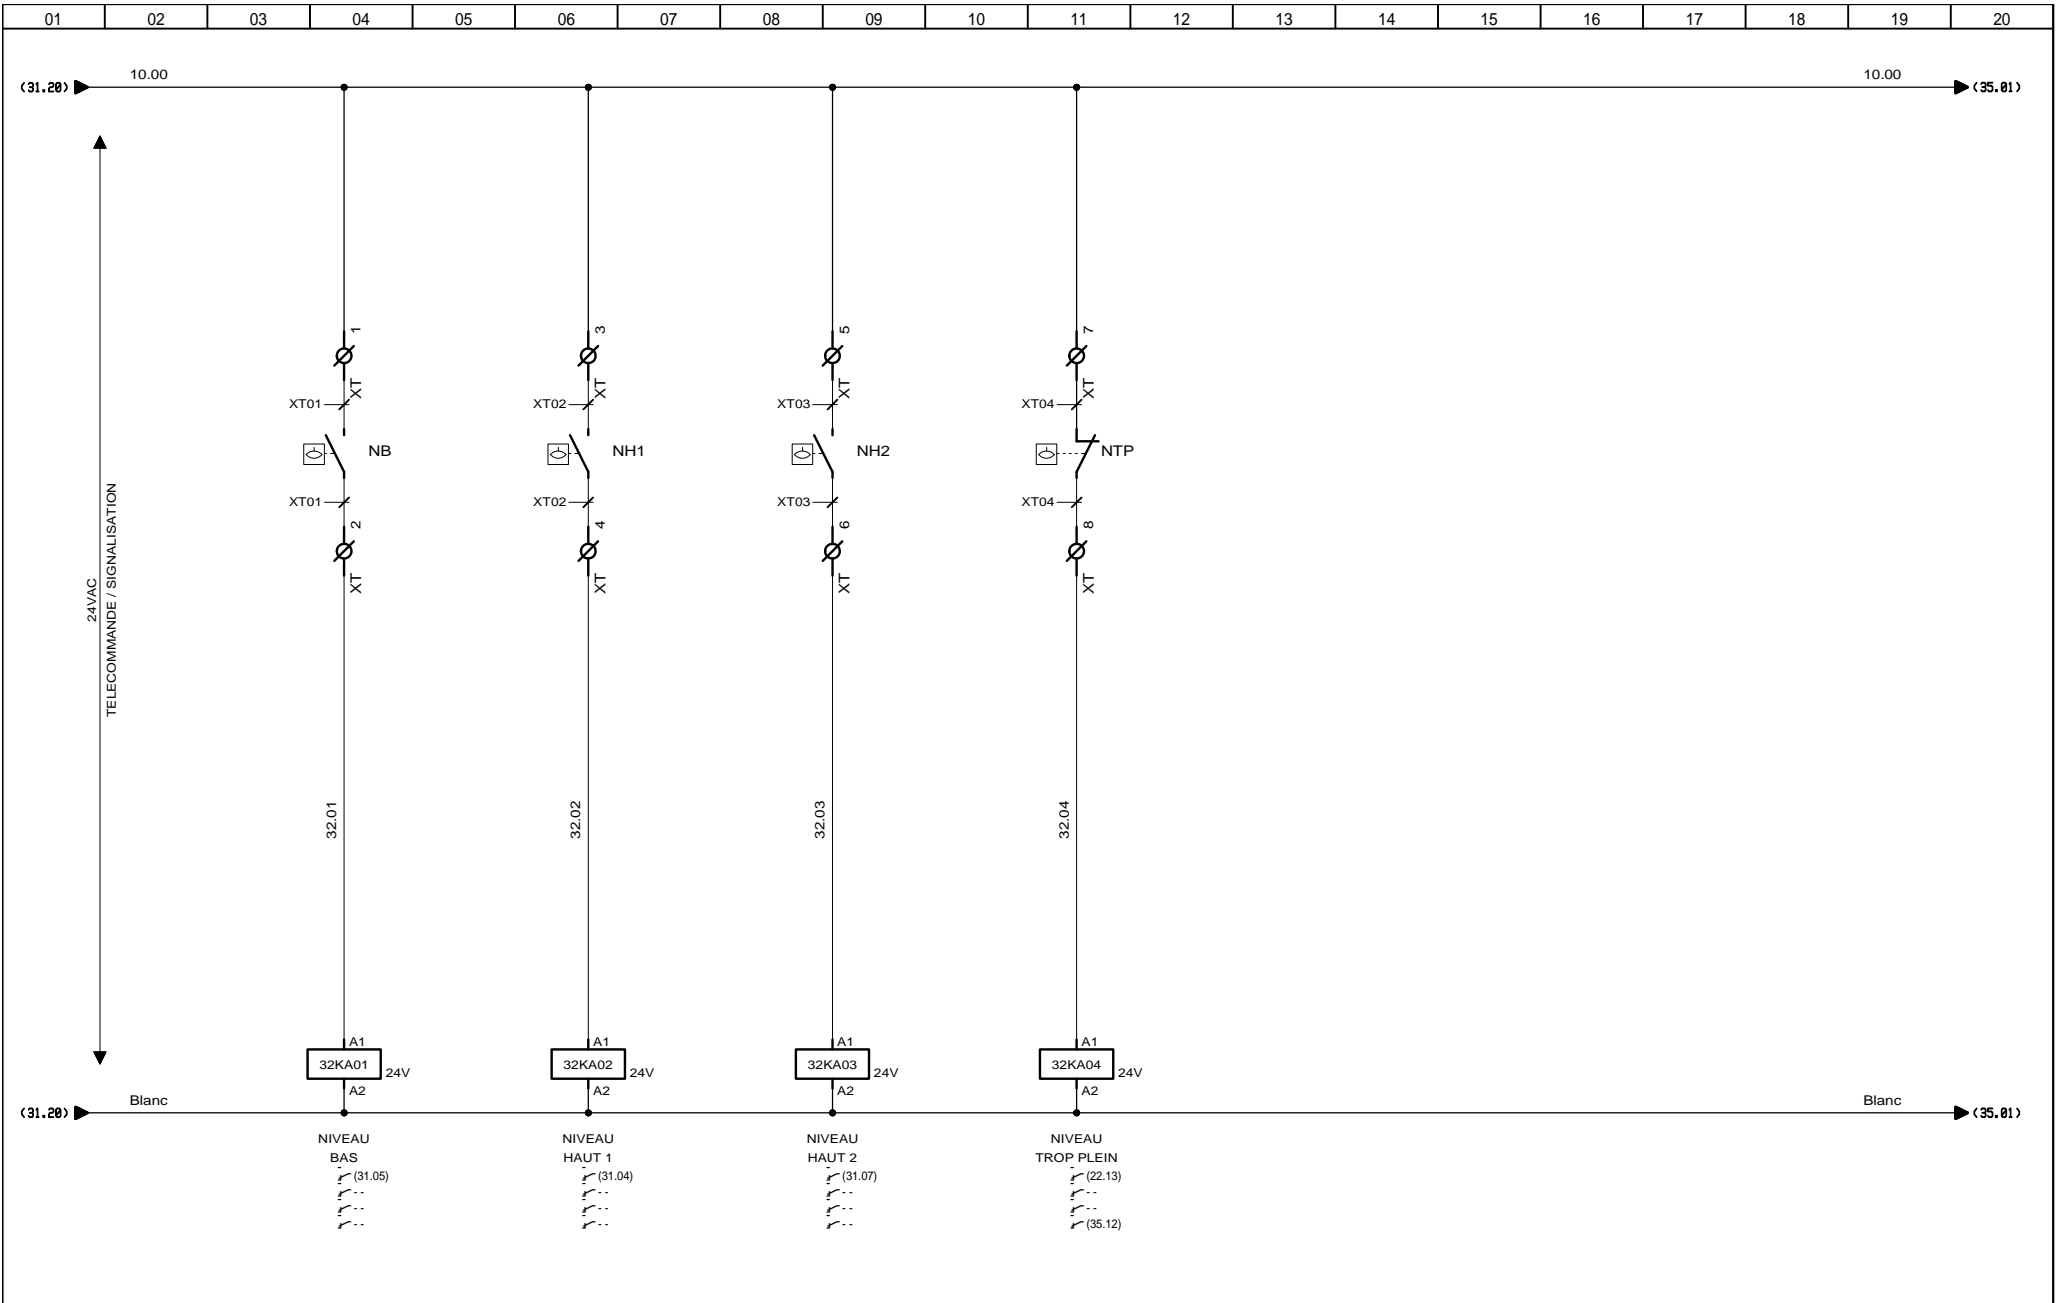 01 02 03 04 05 06 07 08 09 10 11 12 13 14 15 16 17 18 19 20
10.00 10.00
(31.20) (35.01)
24VAC
TELECOMMANDE / SIGNALISATION
1 3 5 7
XT XT XT XT
XT01 XT02 XT03 XT04
NB NH1 NH2 NTP
XT01 XT02 XT03 XT04
2 4 6 8
XT XT XT XT
32.01 32.02 32.03 32.04
A1 A1 A1 A1
32KA01 24V 32KA02 24V 32KA03 24V 32KA04 24V
A2 A2 A2 A2
Blanc Blanc
(31.20) (35.01)
NIVEAU NIVEAU NIVEAU NIVEAU
BAS HAUT 1 HAUT 2 TROP PLEIN
(31.05) (31.04) (31.07) (22.13)
-- -- -- --
-- -- -- --
-- -- -- (35.12)